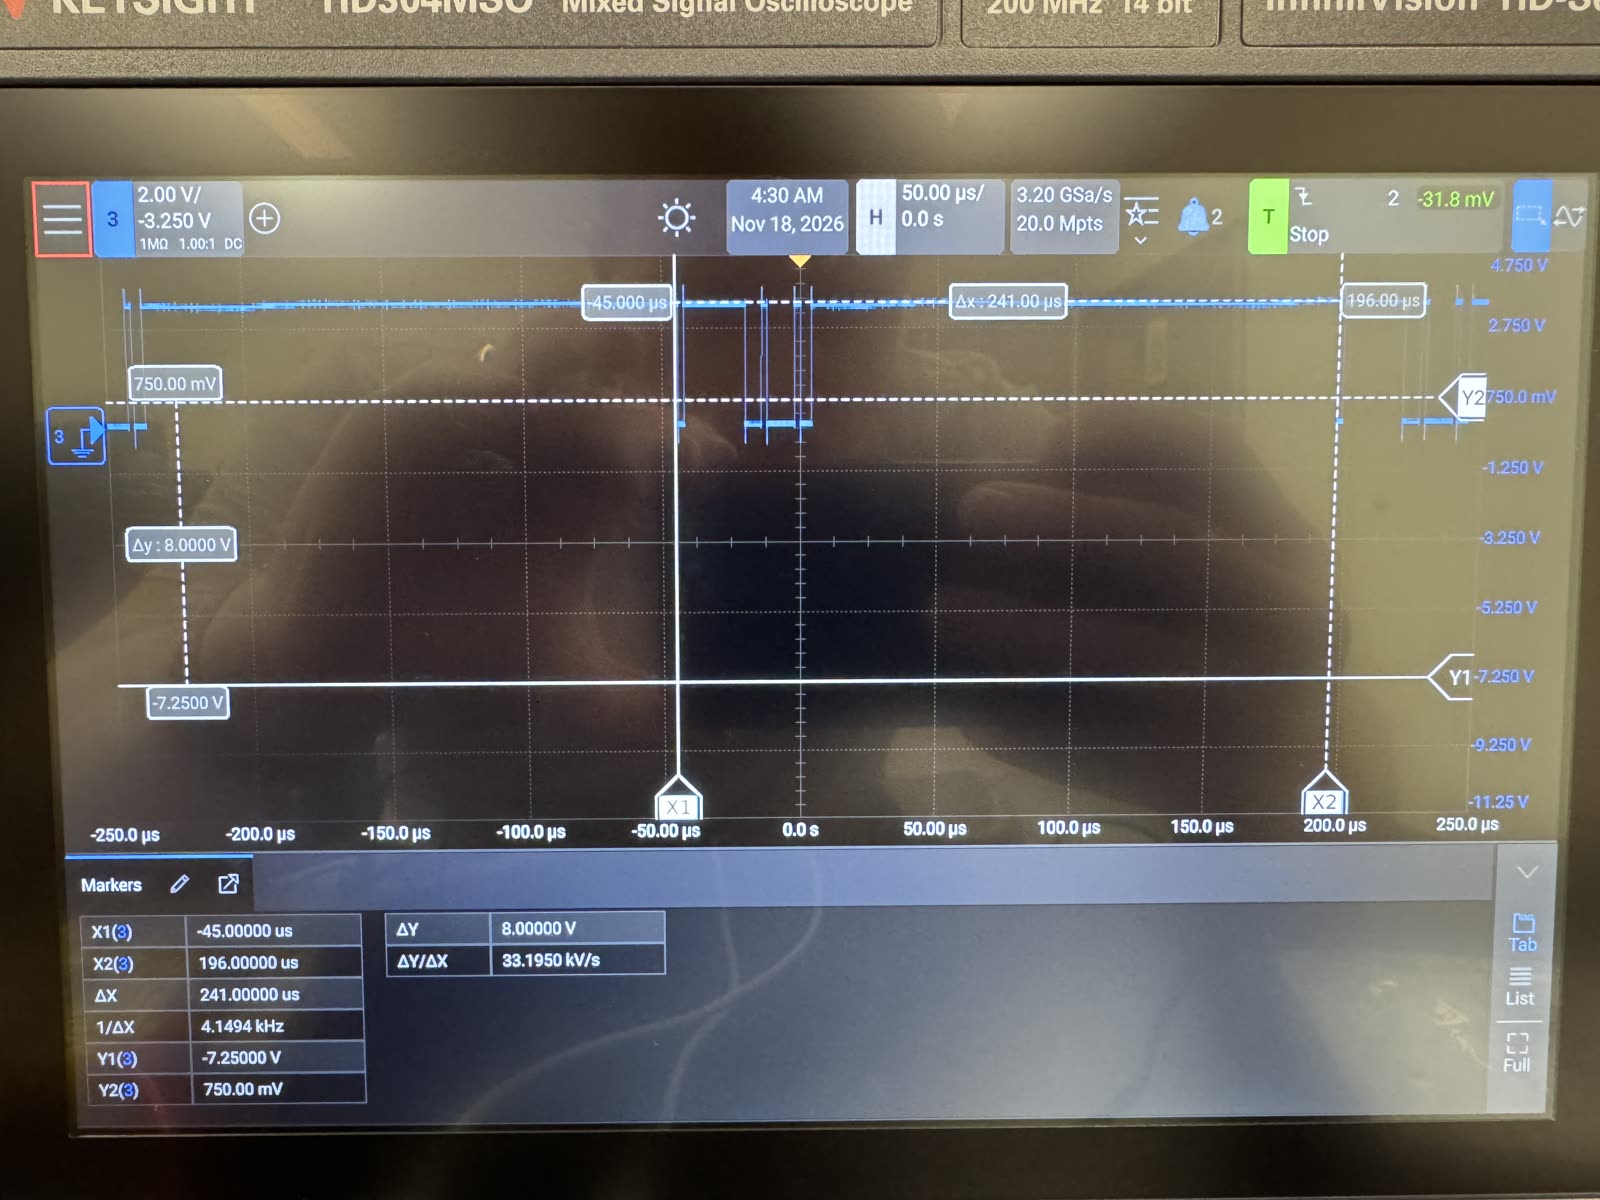 KEYSIGHT HD304MSO Mixed Signal Oscilloscope 200 MHz 14 bit InfiniiVision
3
2.00 V/
-3.250 V
1MΩ 1.00:1 DC
4:30 AM
Nov 18, 2026
H
50.00 µs/
0.0 s
3.20 GSa/s
20.0 Mpts
2
T
2 -31.8 mV
Stop
4.750 V
2.750 V
750.0 mV
-1.250 V
-3.250 V
-5.250 V
-7.250 V
-9.250 V
-11.25 V
-45.000 µs
Δx : 241.00 µs
196.00 µs
750.00 mV
Y2
3
Δy : 8.0000 V
Y1
-7.2500 V
X1
X2
-250.0 µs -200.0 µs -150.0 µs -100.0 µs -50.00 µs 0.0 s 50.00 µs 100.0 µs 150.0 µs 200.0 µs 250.0 µs
Markers
X1(3) -45.00000 us
X2(3) 196.00000 us
ΔX 241.00000 us
1/ΔX 4.1494 kHz
Y1(3) -7.25000 V
Y2(3) 750.00 mV
ΔY 8.00000 V
ΔY/ΔX 33.1950 kV/s
Tab
List
Full